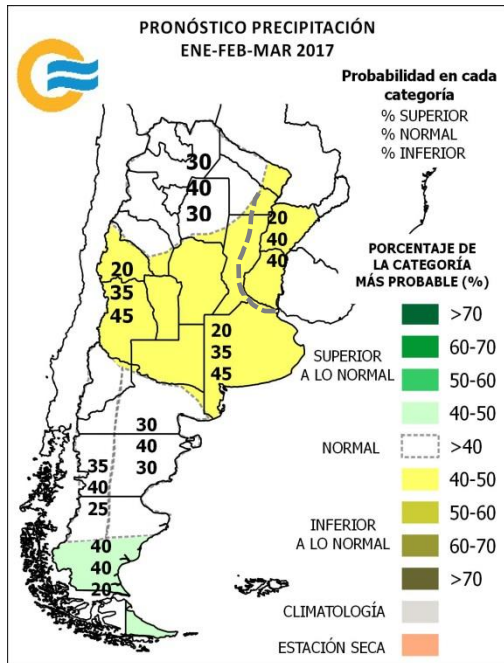 PRONÓSTICO PRECIPITACIÓN
ENE-FEB-MAR 2017
Probabilidad en cada
categoría
% SUPERIOR
% NORMAL
% INFERIOR
30
40
30
20
40
40
20
35
45
20
35
45
30
40
30
35
40
25
40
40
20
PORCENTAJE DE
LA CATEGORÍA
MÁS PROBABLE (%)
SUPERIOR
A LO NORMAL
>70
60-70
50-60
40-50
NORMAL
>40
INFERIOR
A LO NORMAL
40-50
50-60
60-70
>70
CLIMATOLOGÍA
ESTACIÓN SECA